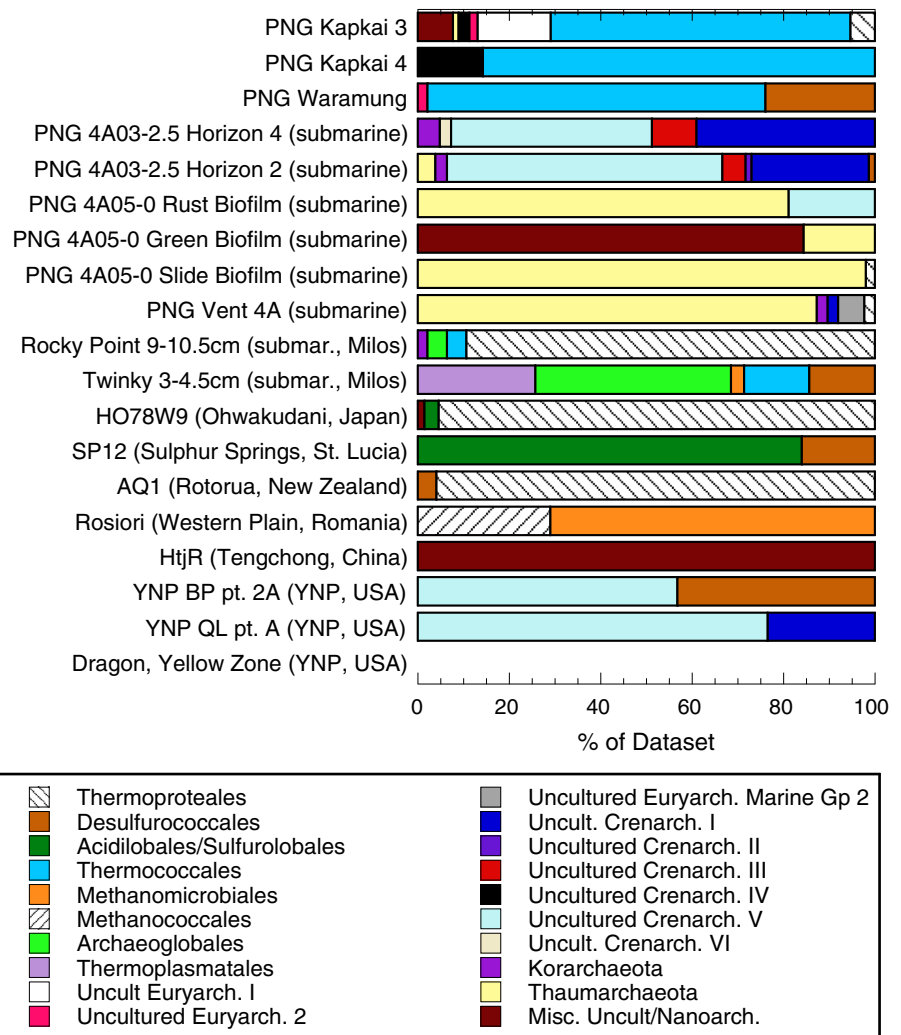 PNG Kapkai 3
PNG Kapkai 4
PNG Waramung
PNG 4A03-2.5 Horizon 4 (submarine)
PNG 4A03-2.5 Horizon 2 (submarine)
PNG 4A05-0 Rust Biofilm (submarine)
PNG 4A05-0 Green Biofilm (submarine)
PNG 4A05-0 Slide Biofilm (submarine)
PNG Vent 4A (submarine)
Rocky Point 9-10.5cm (submar., Milos)
Twinky 3-4.5cm (submar., Milos)
HO78W9 (Ohwakudani, Japan)
SP12 (Sulphur Springs, St. Lucia)
AQ1 (Rotorua, New Zealand)
Rosiori (Western Plain, Romania)
HtjR (Tengchong, China)
YNP BP pt. 2A (YNP, USA)
YNP QL pt. A (YNP, USA)
Dragon, Yellow Zone (YNP, USA)
0 20 40 60 80 100
% of Dataset
Thermoproteales
Desulfurococcales
Acidilobales/Sulfurolobales
Thermococcales
Methanomicrobiales
Methanococcales
Archaeoglobales
Thermoplasmatales
Uncult Euryarch. I
Uncultured Euryarch. 2
Uncultured Euryarch. Marine Gp 2
Uncult. Crenarch. I
Uncultured Crenarch. II
Uncultured Crenarch. III
Uncultured Crenarch. IV
Uncultured Crenarch. V
Uncult. Crenarch. VI
Korarchaeota
Thaumarchaeota
Misc. Uncult/Nanoarch.